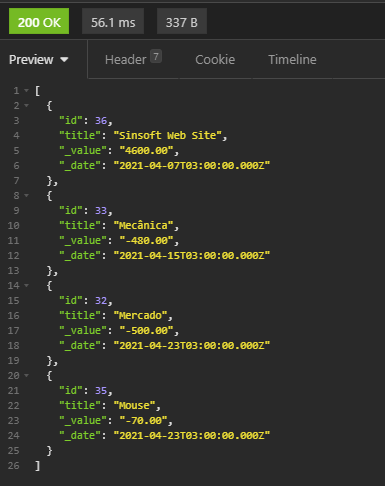 200 OK 56.1 ms 337 B
Preview Header 7 Cookie Timeline
1 [
2 {
3 "id": 36,
4 "title": "Sinsoft Web Site",
5 "_value": "4600.00",
6 "_date": "2021-04-07T03:00:00.000Z"
7 },
8 {
9 "id": 33,
10 "title": "Mecânica",
11 "_value": "-480.00",
12 "_date": "2021-04-15T03:00:00.000Z"
13 },
14 {
15 "id": 32,
16 "title": "Mercado",
17 "_value": "-500.00",
18 "_date": "2021-04-23T03:00:00.000Z"
19 },
20 {
21 "id": 35,
22 "title": "Mouse",
23 "_value": "-70.00",
24 "_date": "2021-04-23T03:00:00.000Z"
25 }
26 ]